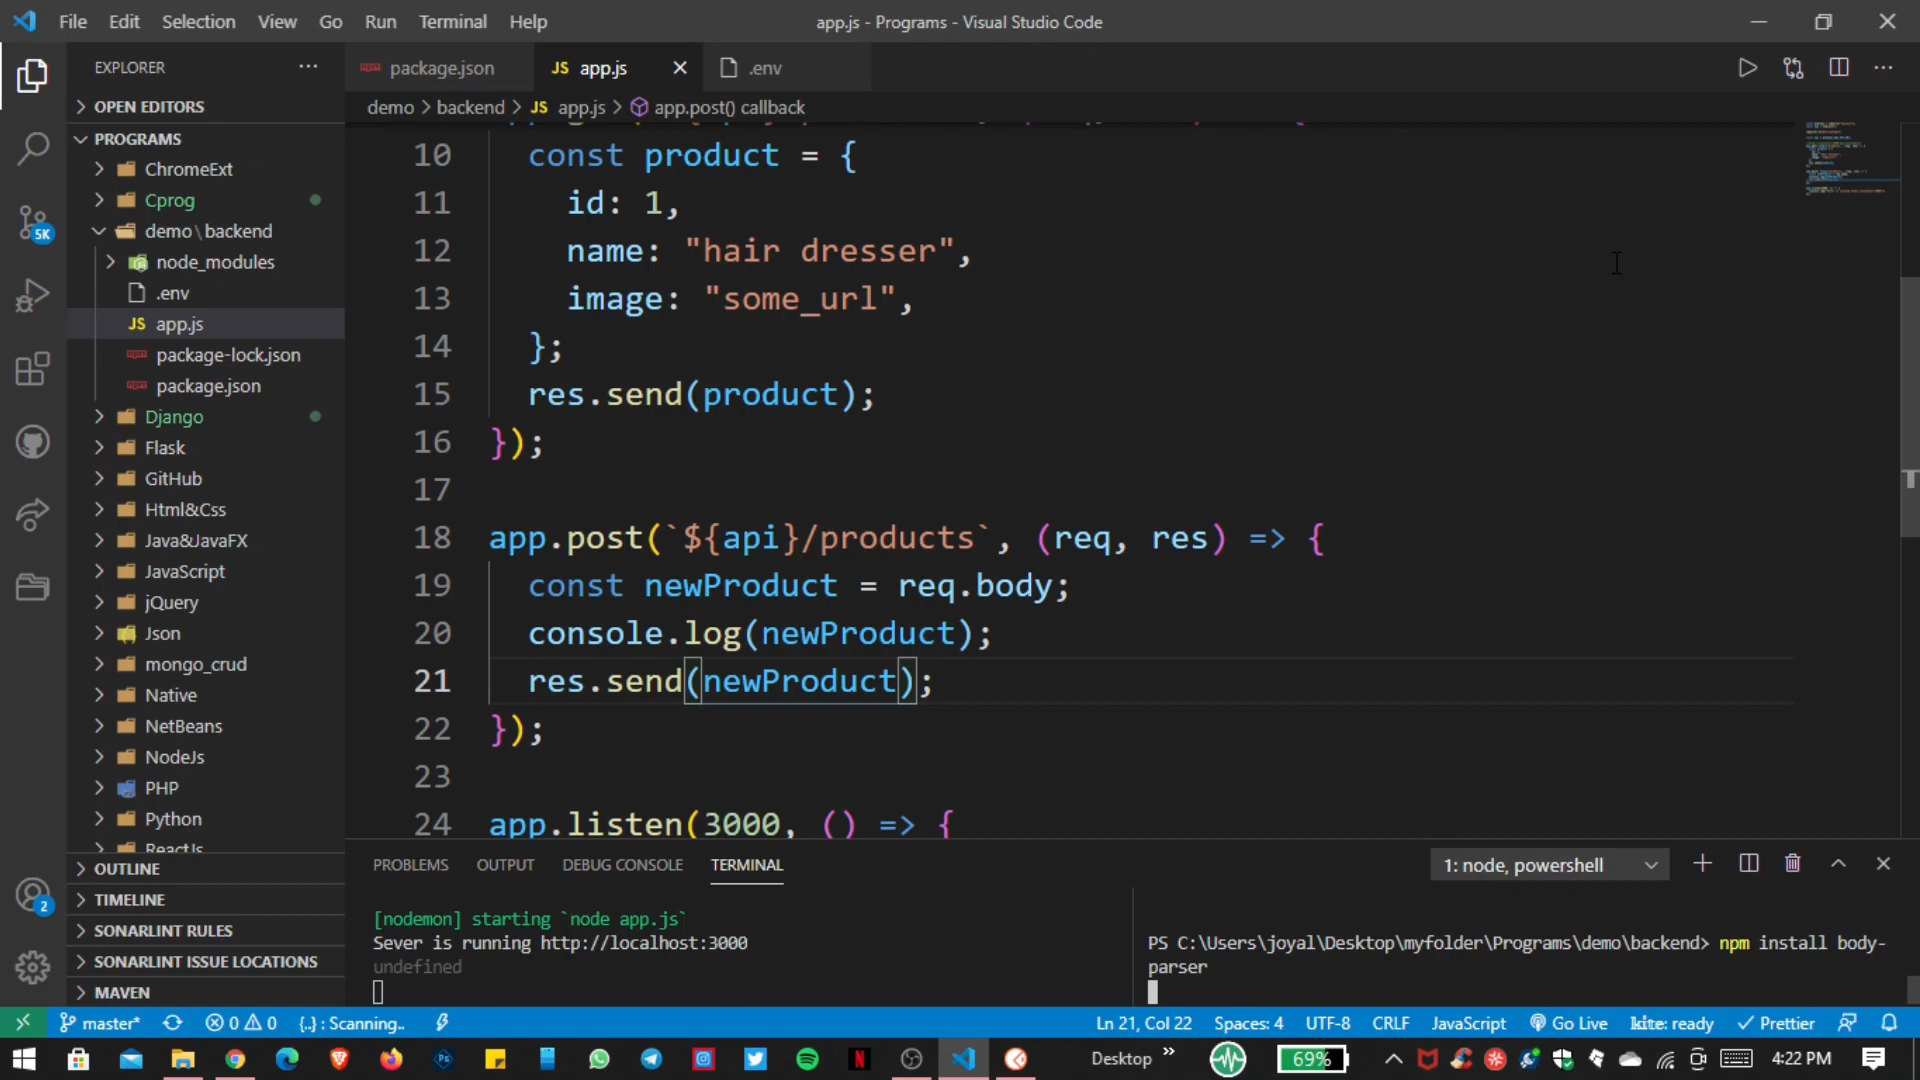 File Edit Selection View Go Run Terminal Help
app.js - Programs - Visual Studio Code
EXPLORER
package.json
JS app.js
.env
OPEN EDITORS
demo > backend > JS app.js > app.post() callback
PROGRAMS
ChromeExt
Cprog
demo\backend
node_modules
.env
JS app.js
package-lock.json
package.json
Django
Flask
GitHub
Html&Css
Java&JavaFX
JavaScript
jQuery
Json
mongo_crud
Native
NetBeans
NodeJs
PHP
Python
ReactJs
OUTLINE
TIMELINE
SONARLINT RULES
SONARLINT ISSUE LOCATIONS
MAVEN
5K
2
10 const product = {
11 id: 1,
12 name: "hair dresser",
13 image: "some_url",
14 };
15 res.send(product);
16 });
17
18 app.post(`${api}/products`, (req, res) => {
19 const newProduct = req.body;
20 console.log(newProduct);
21 res.send(newProduct);
22 });
23
24 app.listen(3000, () => {
PROBLEMS OUTPUT DEBUG CONSOLE TERMINAL
1: node, powershell
[nodemon] starting `node app.js`
Sever is running http://localhost:3000
undefined
PS C:\Users\joyal\Desktop\myfolder\Programs\demo\backend> npm install body-
parser
master* 0 0 {..} : Scanning..
Ln 21, Col 22 Spaces: 4 UTF-8 CRLF JavaScript Go Live kite: ready Prettier
Desktop
69%
4:22 PM